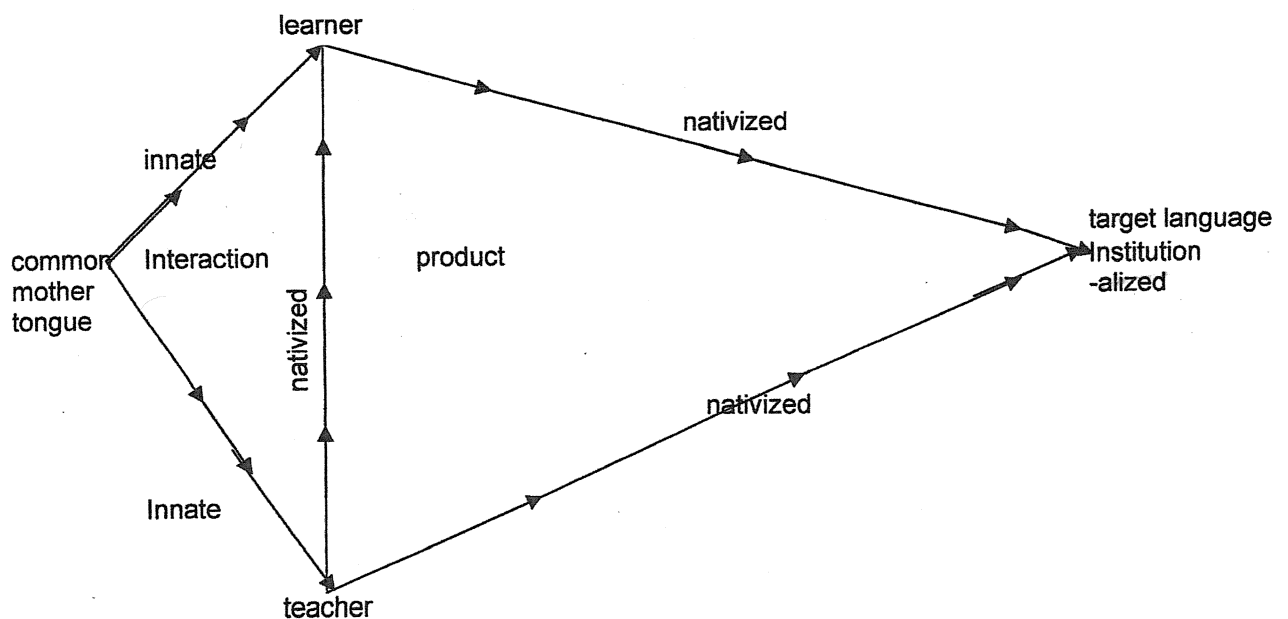 learner
nativized
innate
target language
Institution
-alized
common
mother
tongue
Interaction
product
nativized
nativized
Innate
teacher